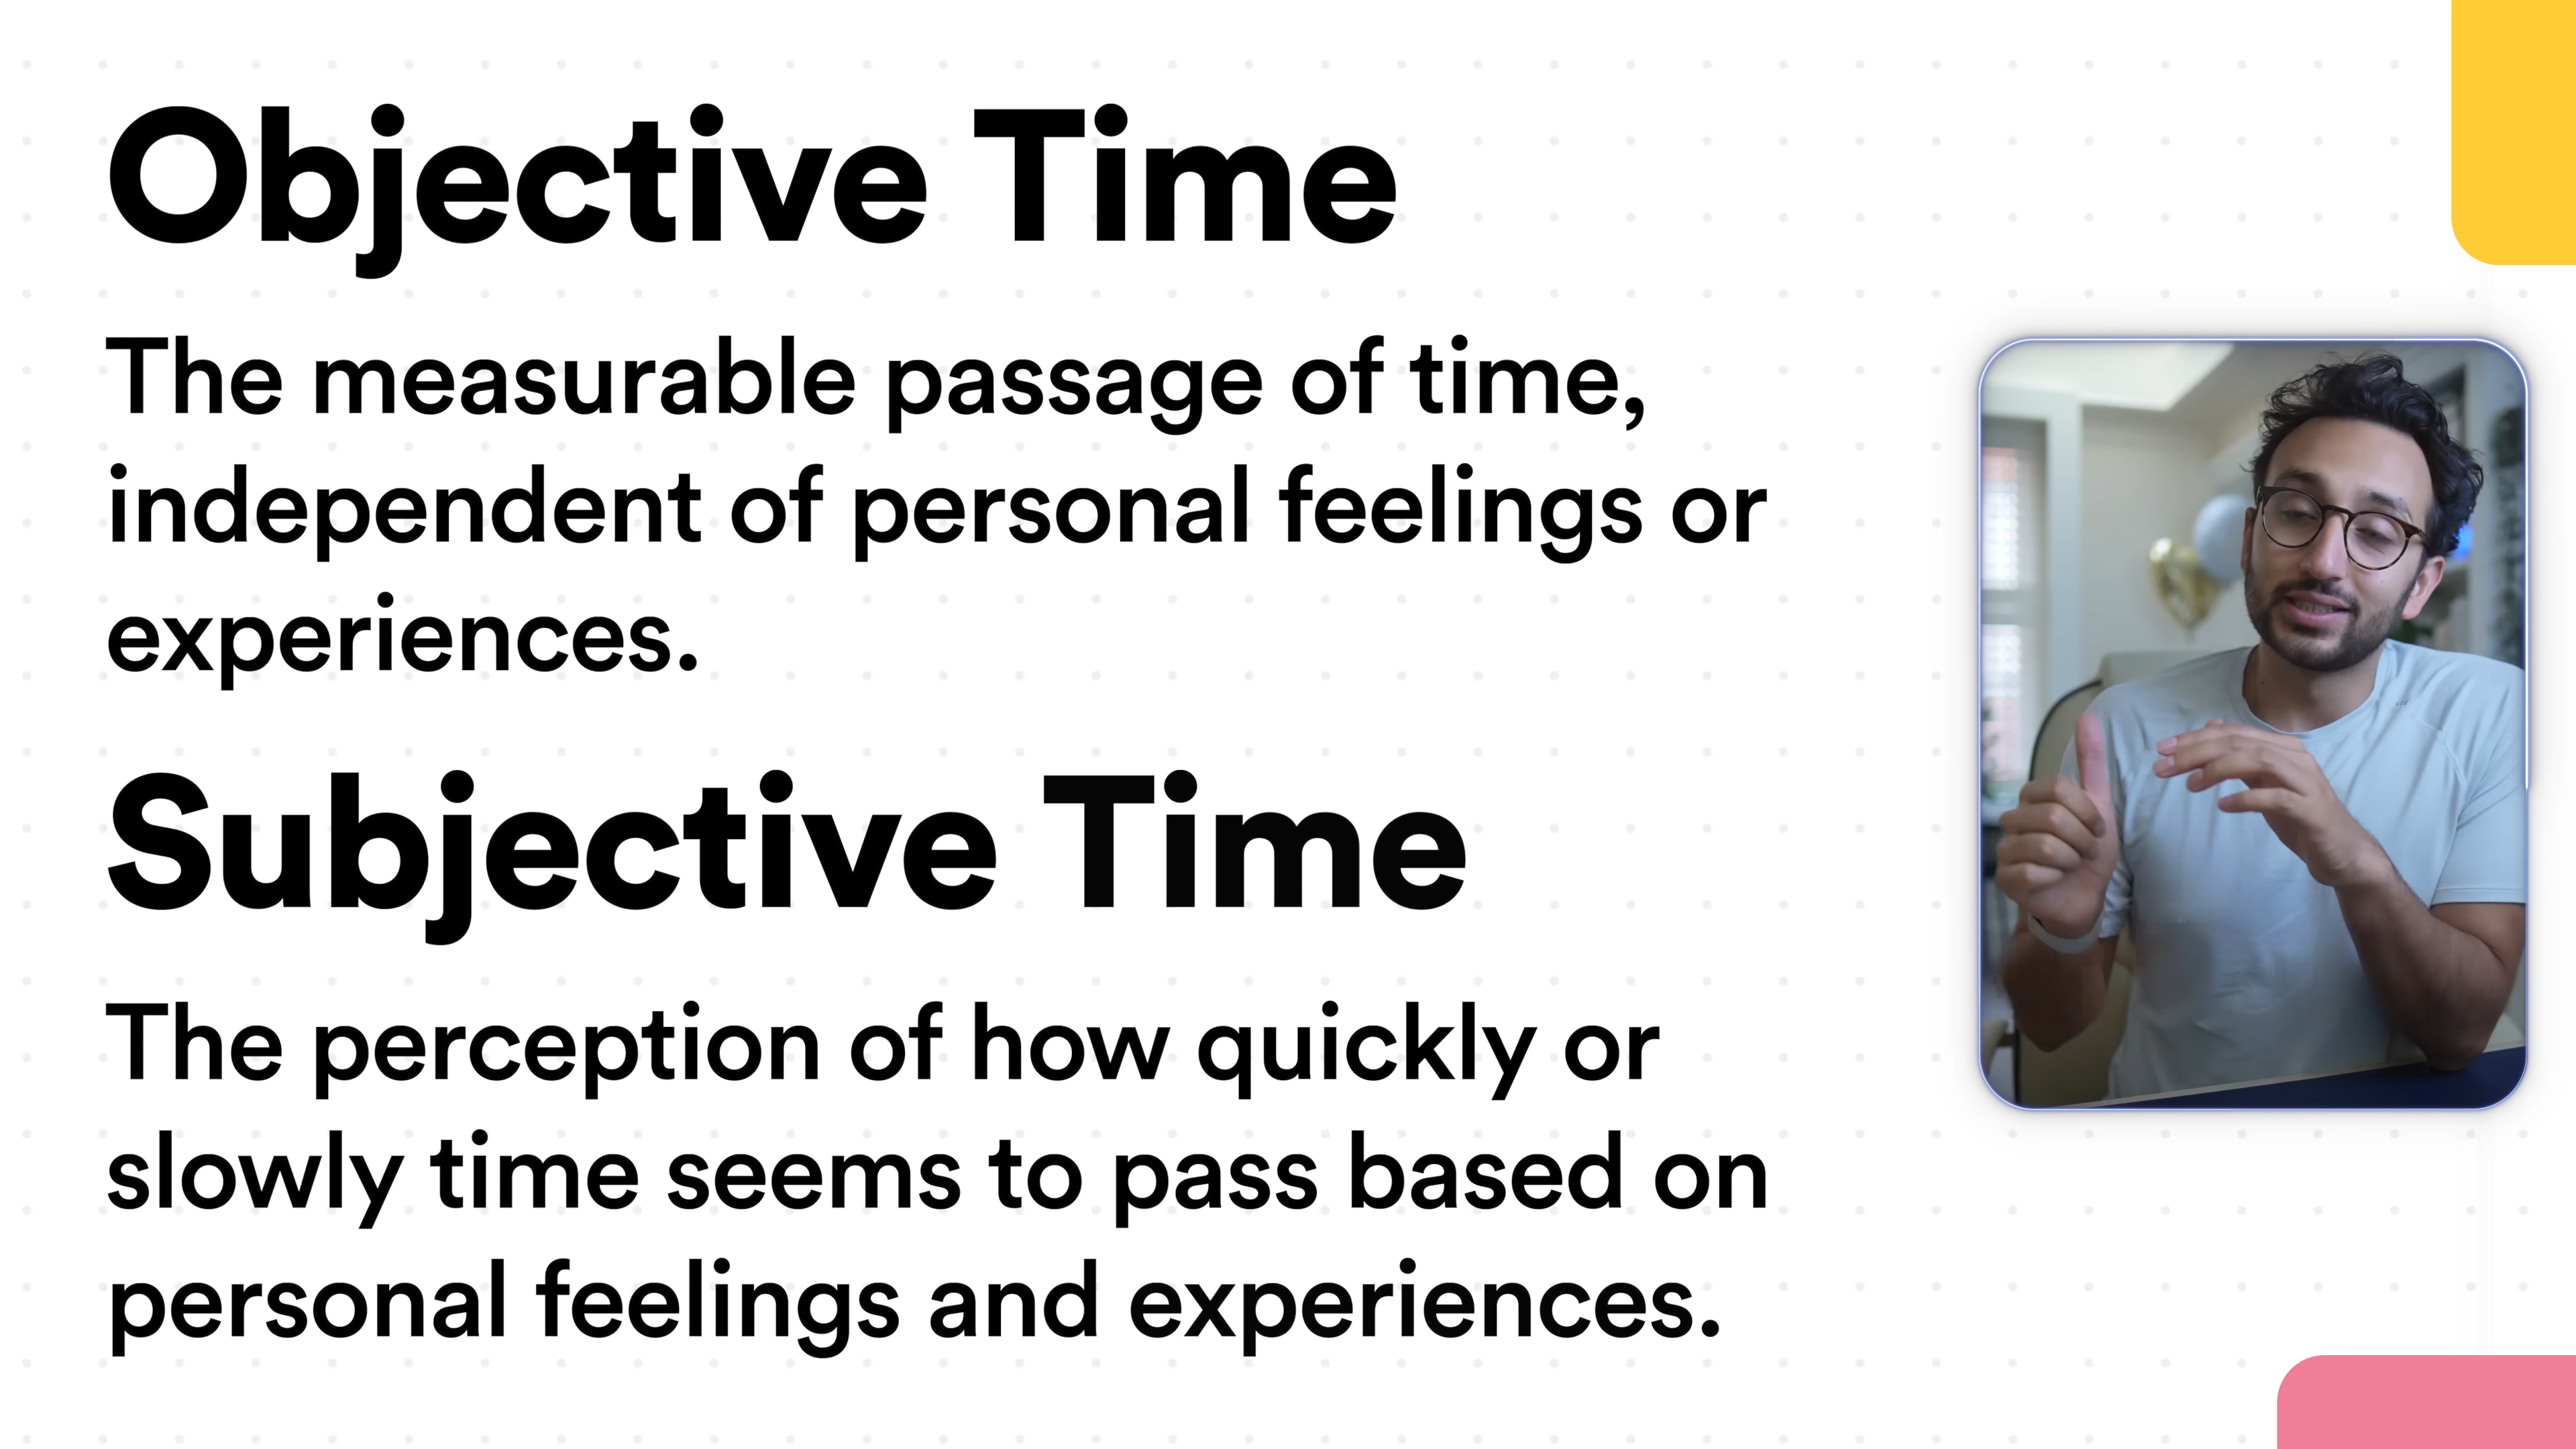 Objective Time
The measurable passage of time,
independent of personal feelings or
experiences.
Subjective Time
The perception of how quickly or
slowly time seems to pass based on
personal feelings and experiences.